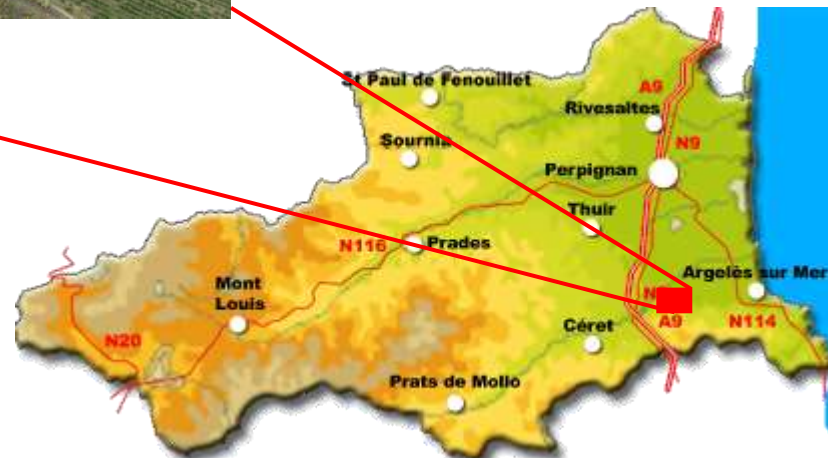 St Paul de Fenouillet
A9
Rivesaltes
N9
Sournia
Perpignan
Thuir
N116
Prades
Argelès sur Mer
Mont
Louis
A9
N114
Céret
N20
Prats de Mollo